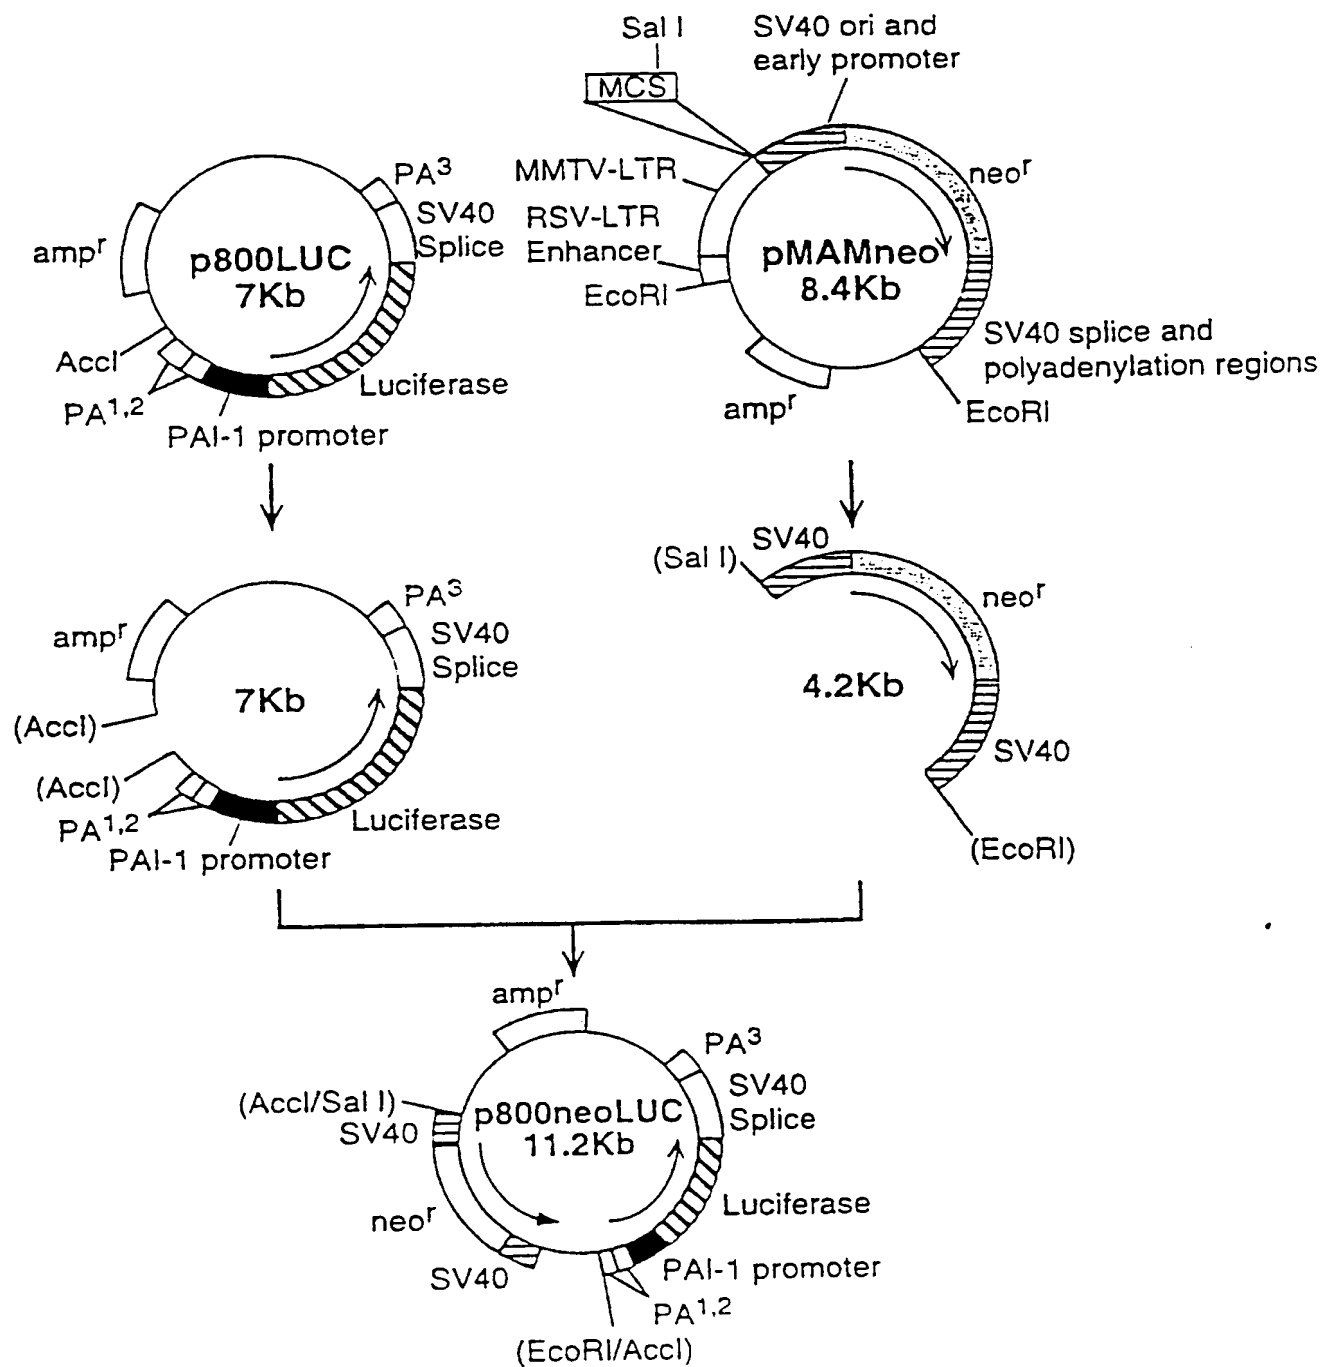 Sal I
SV40 ori and
early promoter
MCS
PA3
SV40
Splice
ampr
p800LUC
7Kb
AccI
PA1,2
Luciferase
PAI-1 promoter
MMTV-LTR
RSV-LTR
Enhancer
EcoRI
neor
pMAMneo
8.4Kb
SV40 splice and
polyadenylation regions
EcoRI
ampr
PA3
SV40
Splice
ampr
7Kb
(AccI)
(AccI)
PA1,2
Luciferase
PAI-1 promoter
(Sal I)
SV40
neor
4.2Kb
SV40
(EcoRI)
ampr
PA3
SV40
Splice
(AccI/Sal I)
SV40
p800neoLUC
11.2Kb
Luciferase
neor
SV40
PAI-1 promoter
PA1,2
(EcoRI/AccI)